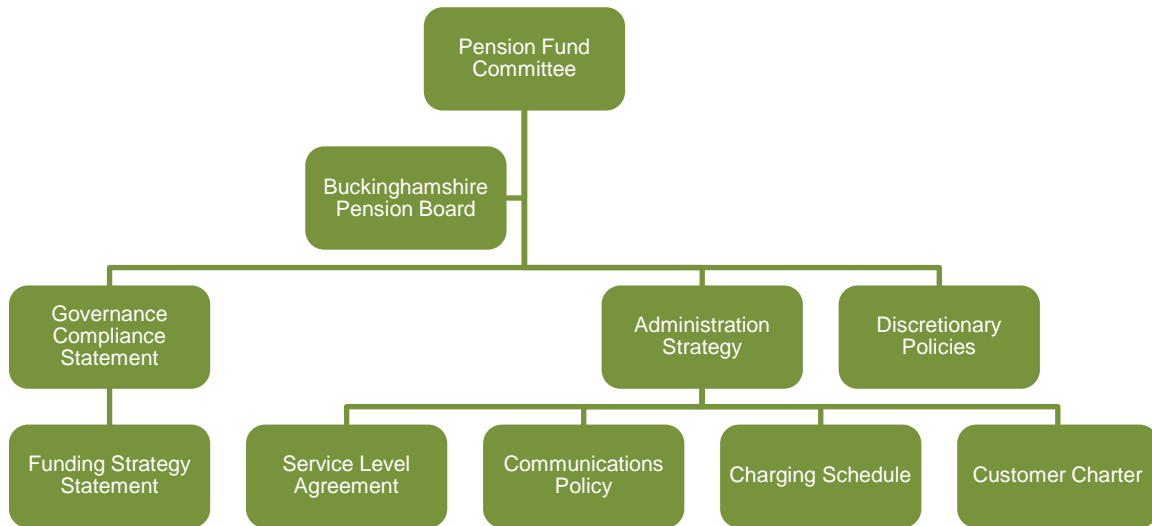 Pension Fund
Committee
Buckinghamshire
Pension Board
Governance
Compliance
Statement
Administration
Strategy
Discretionary
Policies
Funding Strategy
Statement
Service Level
Agreement
Communications
Policy
Charging Schedule
Customer Charter